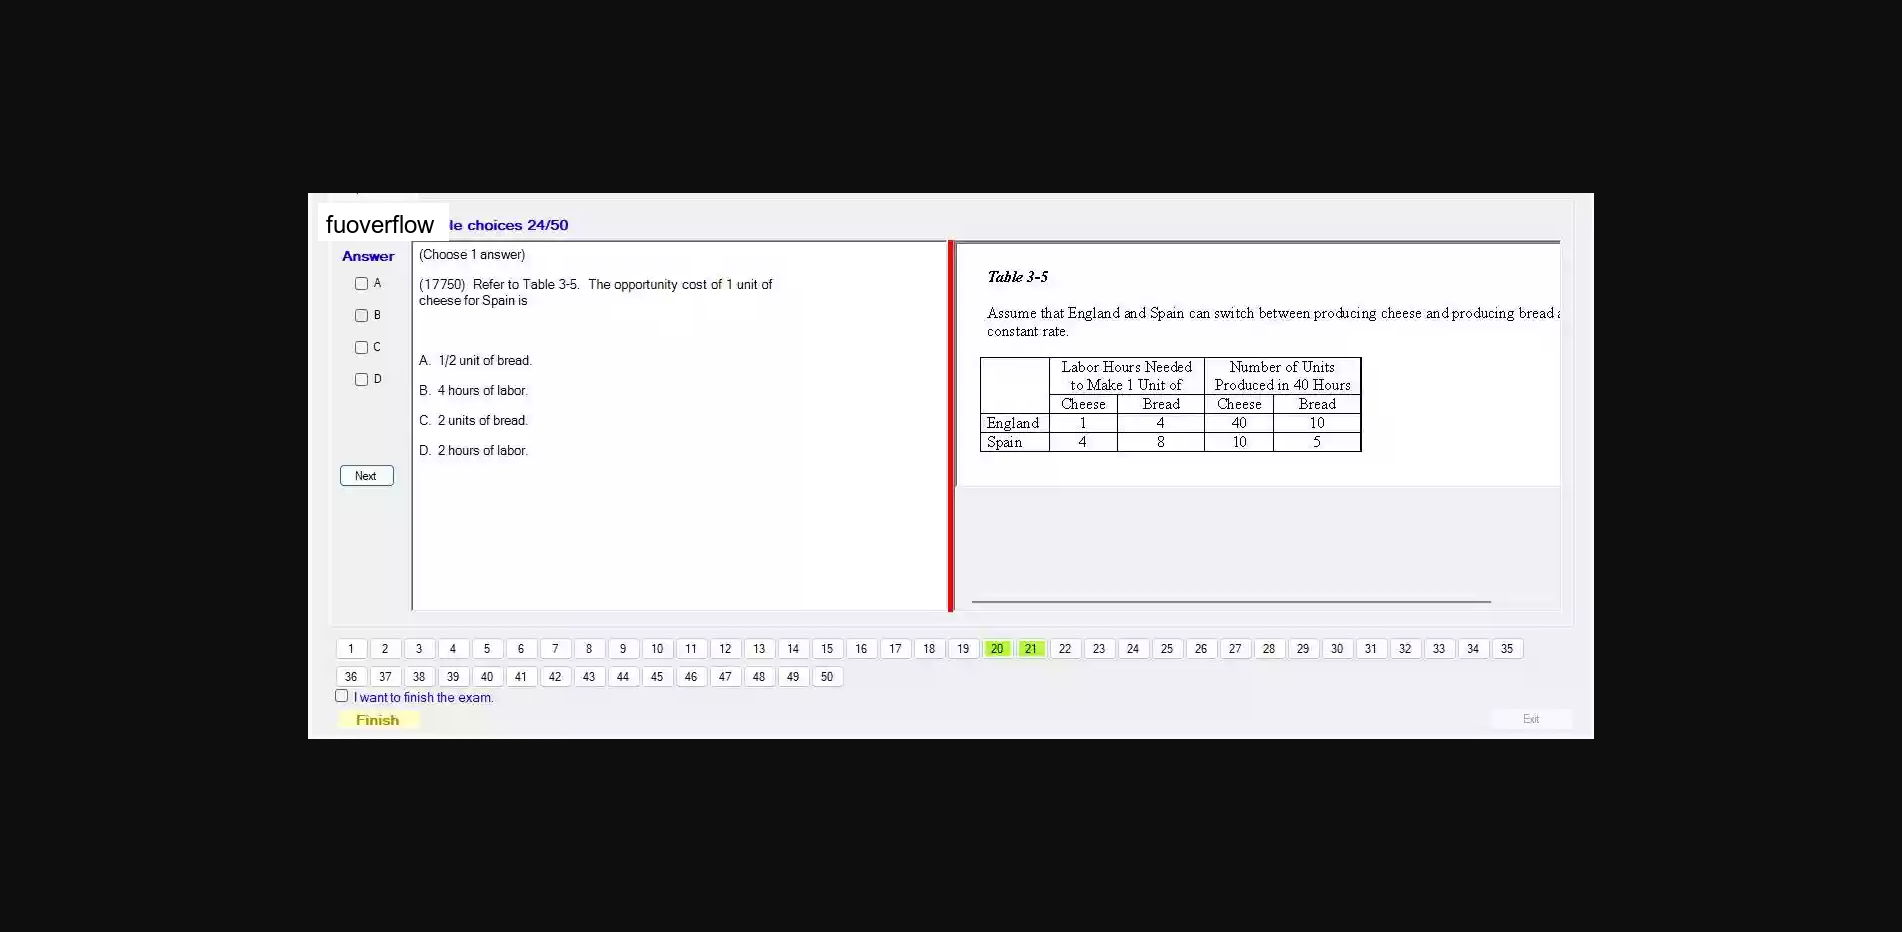 fuoverflow le choices 24/50
Answer
A
B
C
D
Next
(Choose 1 answer)
(17750) Refer to Table 3-5. The opportunity cost of 1 unit of
cheese for Spain is
A. 1/2 unit of bread.
B. 4 hours of labor.
C. 2 units of bread.
D. 2 hours of labor.
Table 3-5
Assume that England and Spain can switch between producing cheese and producing bread a
constant rate.
Labor Hours Needed Number of Units
to Make 1 Unit of Produced in 40 Hours
Cheese Bread Cheese Bread
England 1 4 40 10
Spain 4 8 10 5
1 2 3 4 5 6 7 8 9 10 11 12 13 14 15 16 17 18 19 20 21 22 23 24 25 26 27 28 29 30 31 32 33 34 35
36 37 38 39 40 41 42 43 44 45 46 47 48 49 50
I want to finish the exam.
Finish Exit